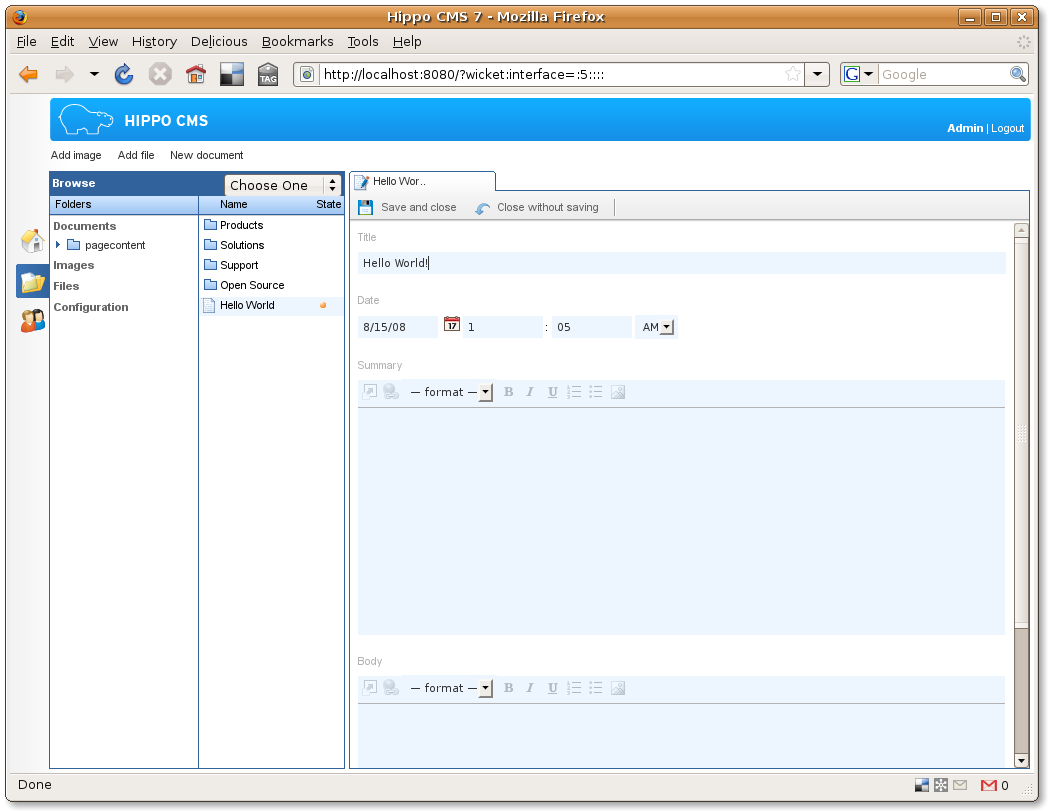 Hippo CMS 7 - Mozilla Firefox
File Edit View History Delicious Bookmarks Tools Help
TAG http://localhost:8080/?wicket:interface=:5:::: G Google
HIPPO CMS
Admin | Logout
Add image Add file New document
Browse Choose One
Folders Name State
Documents
pagecontent
Images
Files
Configuration
Products
Solutions
Support
Open Source
Hello World
Hello Wor..
Save and close Close without saving
Title
Hello World!
Date
8/15/08 17 1 : 05 AM
Summary
— format — B I U
Body
— format — B I U
Done 0